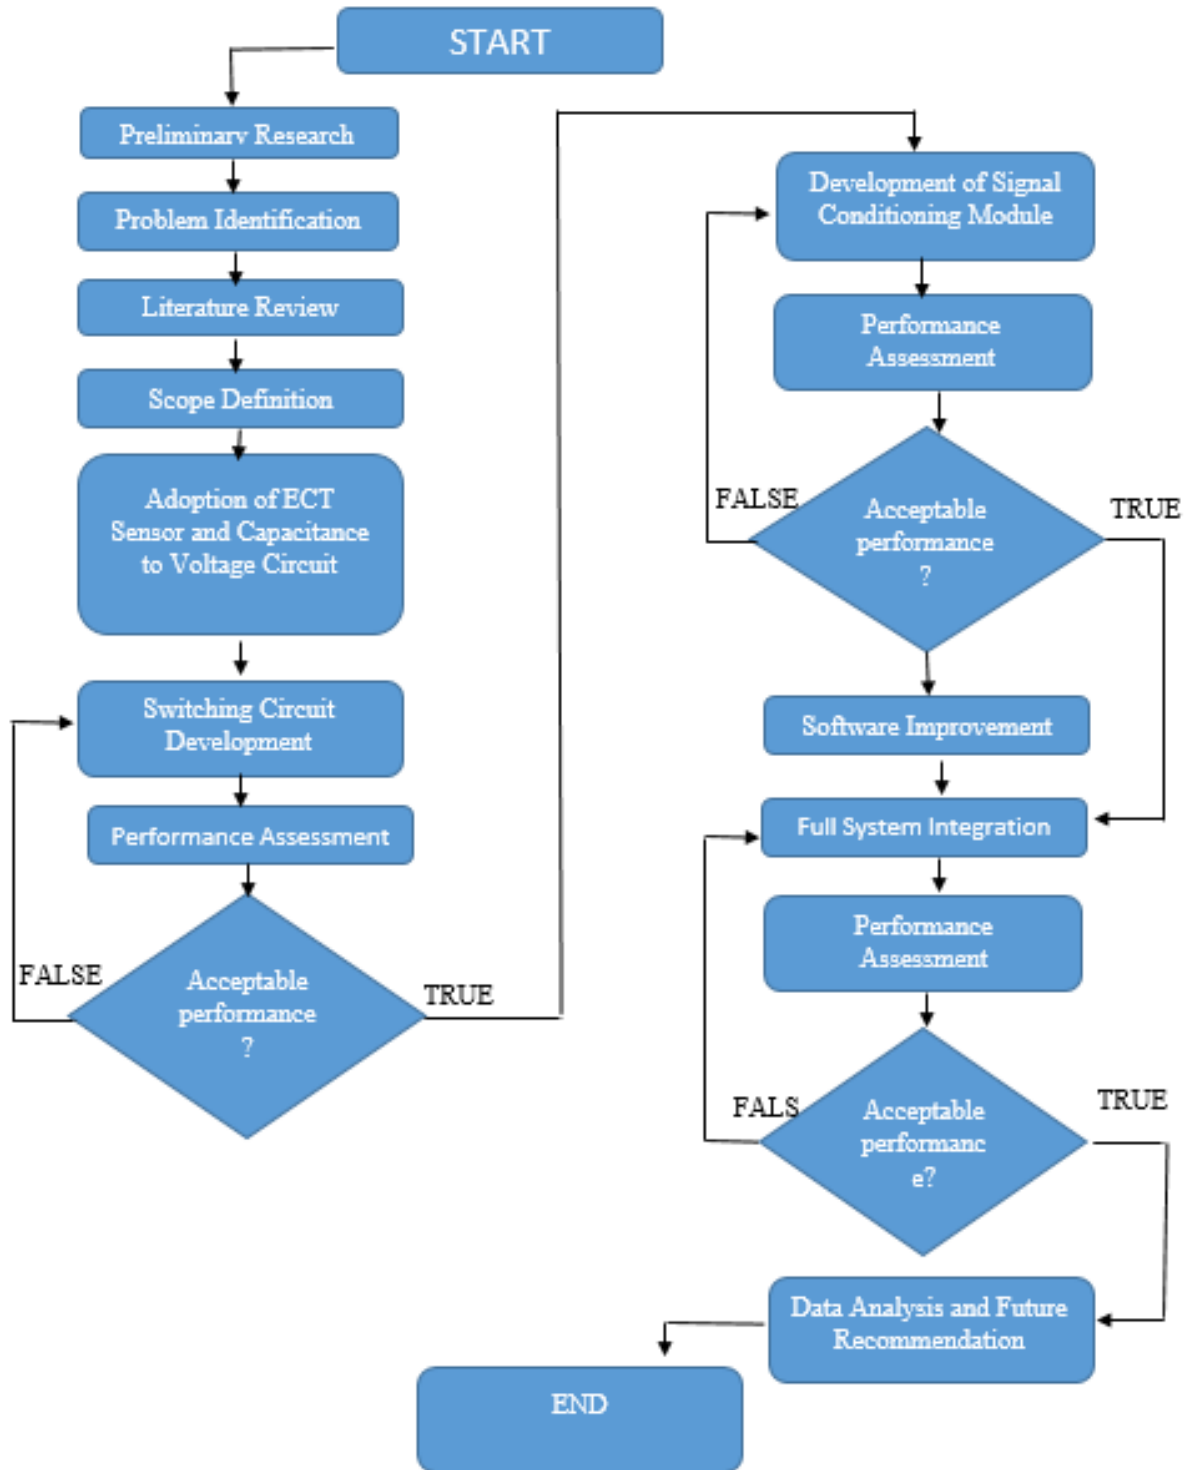 START
Preliminary Research
Problem Identification
Literature Review
Scope Definition
Adoption of ECT
Sensor and Capacitance
to Voltage Circuit
Switching Circuit
Development
Performance Assessment
FALSE
Acceptable
performance
?
TRUE
Development of Signal
Conditioning Module
Performance
Assessment
FALSE
Acceptable
performance
?
TRUE
Software Improvement
Full System Integration
Performance
Assessment
FALS
Acceptable
performanc
e?
TRUE
Data Analysis and Future
Recommendation
END